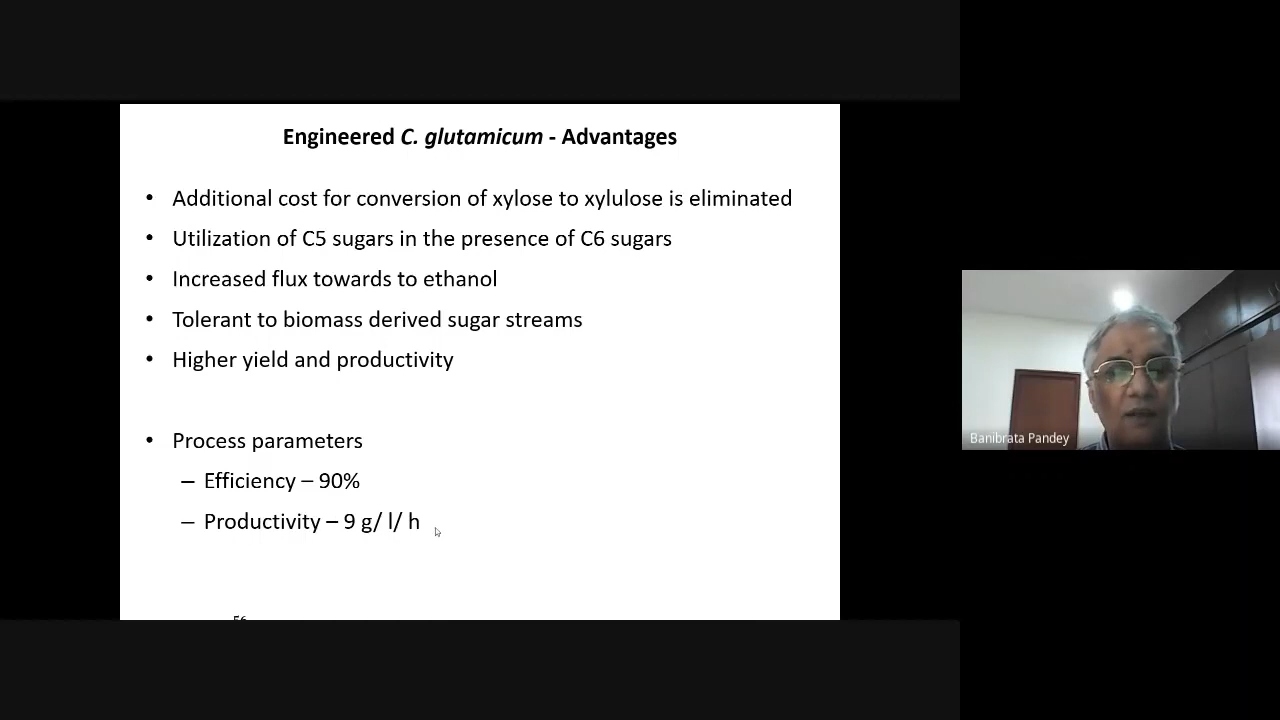 Engineered C. glutamicum - Advantages
• Additional cost for conversion of xylose to xylulose is eliminated
• Utilization of C5 sugars in the presence of C6 sugars
• Increased flux towards to ethanol
• Tolerant to biomass derived sugar streams
• Higher yield and productivity
• Process parameters
– Efficiency – 90%
– Productivity – 9 g/ l/ h
Banibrata Pandey